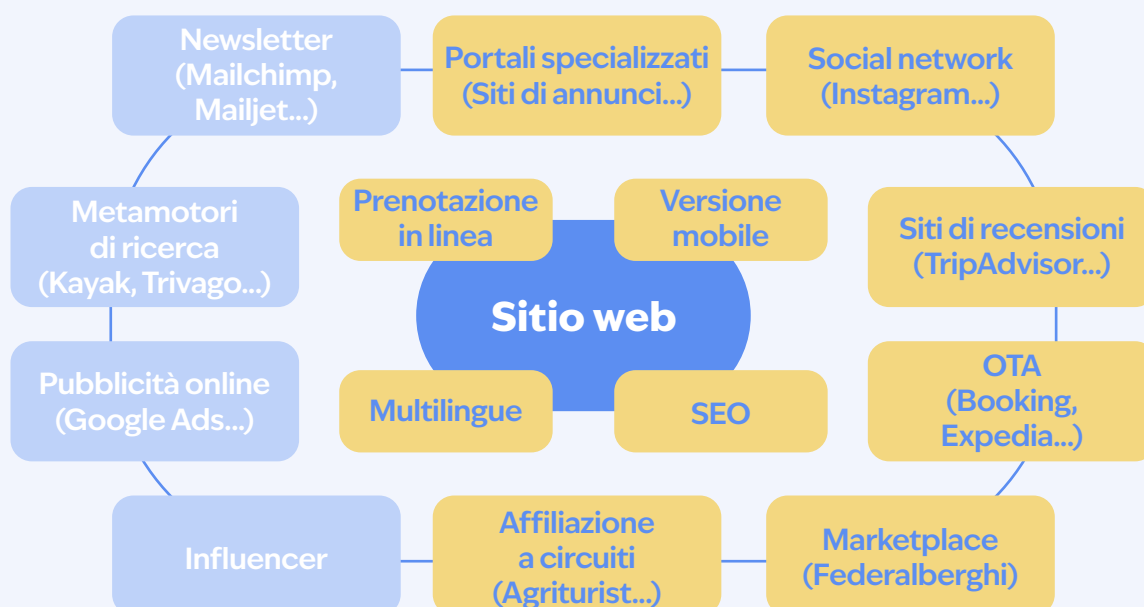 Newsletter
(Mailchimp,
Mailjet...)
Portali specializzati
(Siti di annunci...)
Social network
(Instagram...)
Metamotori
di ricerca
(Kayak, Trivago...)
Prenotazione
in linea
Versione
mobile
Siti di recensioni
(TripAdvisor...)
Sitio web
Pubblicità online
(Google Ads...)
Multilingue
SEO
OTA
(Booking,
Expedia...)
Influencer
Affiliazione
a circuiti
(Agriturist...)
Marketplace
(Federalberghi)